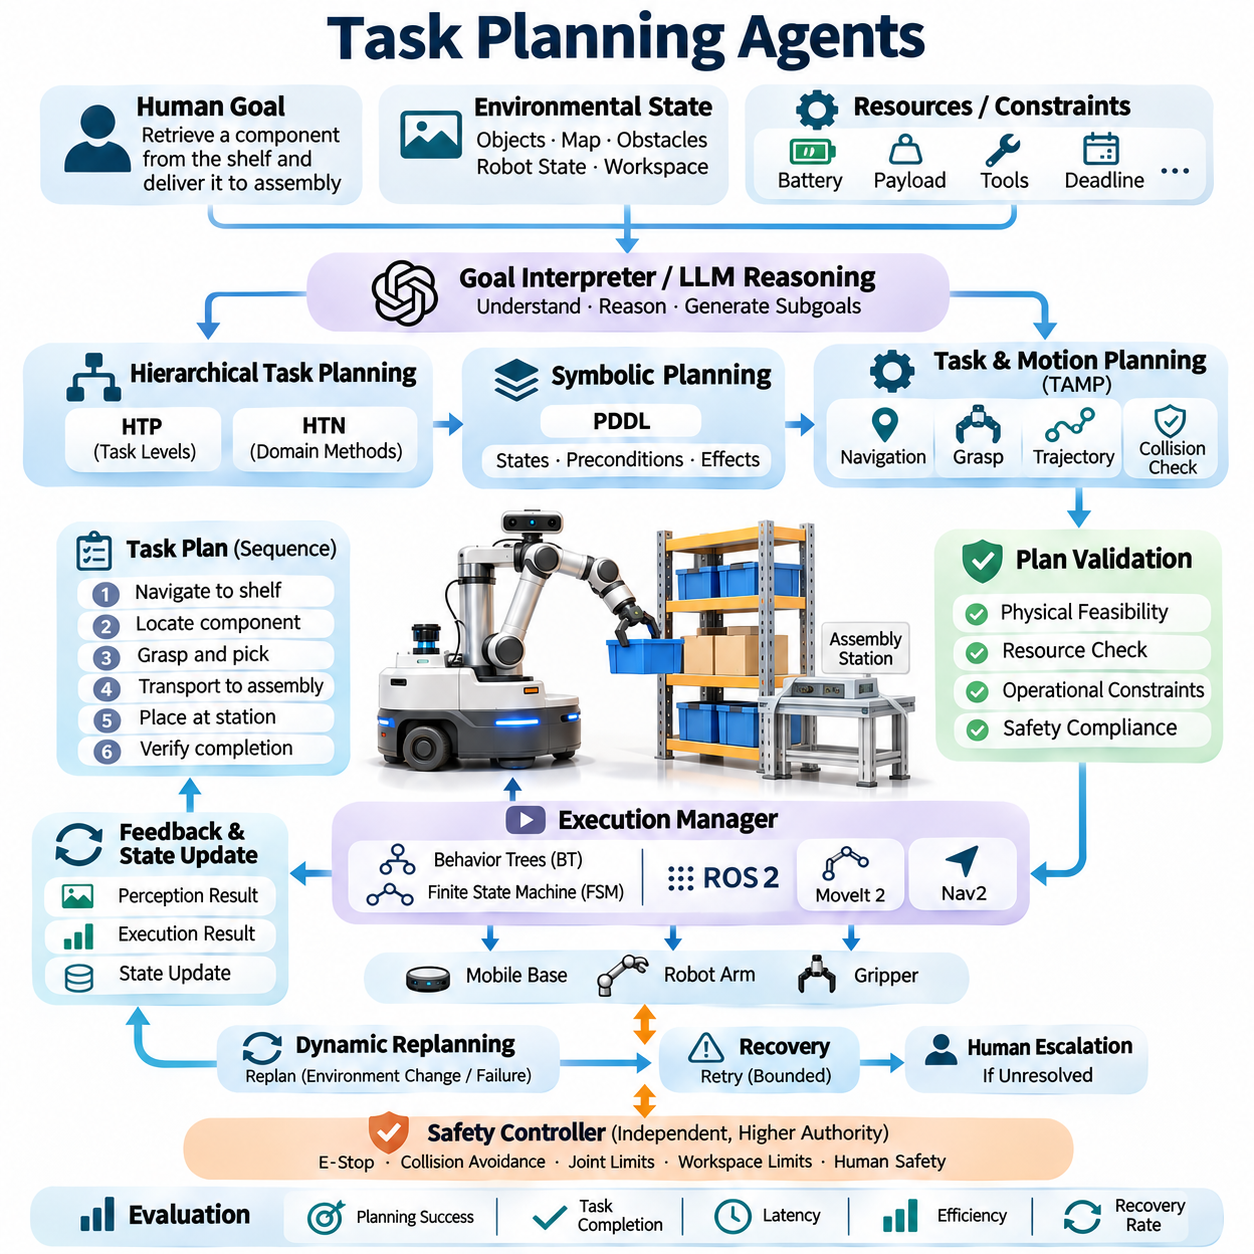 Task Planning Agents
Human Goal
Retrieve a component
from the shelf and
deliver it to assembly
Environmental State
Objects · Map · Obstacles
Robot State · Workspace
Resources / Constraints
Battery
Payload
Tools
Deadline
...
Goal Interpreter / LLM Reasoning
Understand · Reason · Generate Subgoals
Hierarchical Task Planning
HTP
(Task Levels)
HTN
(Domain Methods)
Symbolic Planning
PDDL
States · Preconditions · Effects
Task & Motion Planning
(TAMP)
Navigation
Grasp
Trajectory
Collision
Check
Task Plan (Sequence)
1 Navigate to shelf
2 Locate component
3 Grasp and pick
4 Transport to assembly
5 Place at station
6 Verify completion
Assembly
Station
Plan Validation
Physical Feasibility
Resource Check
Operational Constraints
Safety Compliance
Feedback &
State Update
Perception Result
Execution Result
State Update
Execution Manager
Behavior Trees (BT)
Finite State Machine (FSM)
ROS 2
MoveIt 2
Nav2
Mobile Base
Robot Arm
Gripper
Dynamic Replanning
Replan (Environment Change / Failure)
Recovery
Retry (Bounded)
Human Escalation
If Unresolved
Safety Controller (Independent, Higher Authority)
E-Stop · Collision Avoidance · Joint Limits · Workspace Limits · Human Safety
Evaluation
Planning Success
Task
Completion
Latency
Efficiency
Recovery
Rate